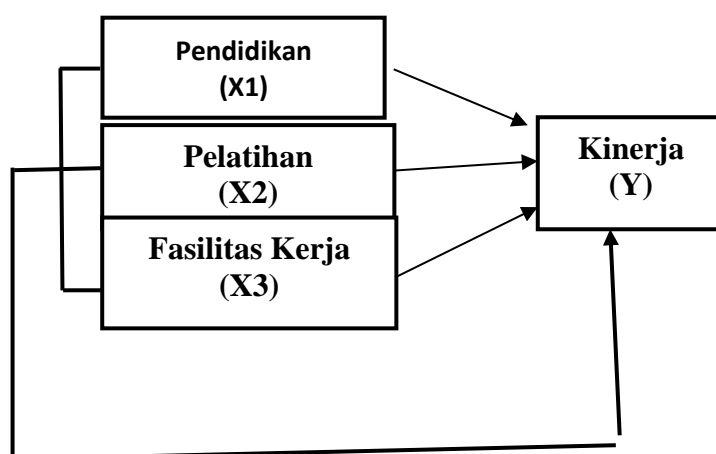 Pendidikan
(X1)
Pelatihan
(X2)
Fasilitas Kerja
(X3)
Kinerja
(Y)